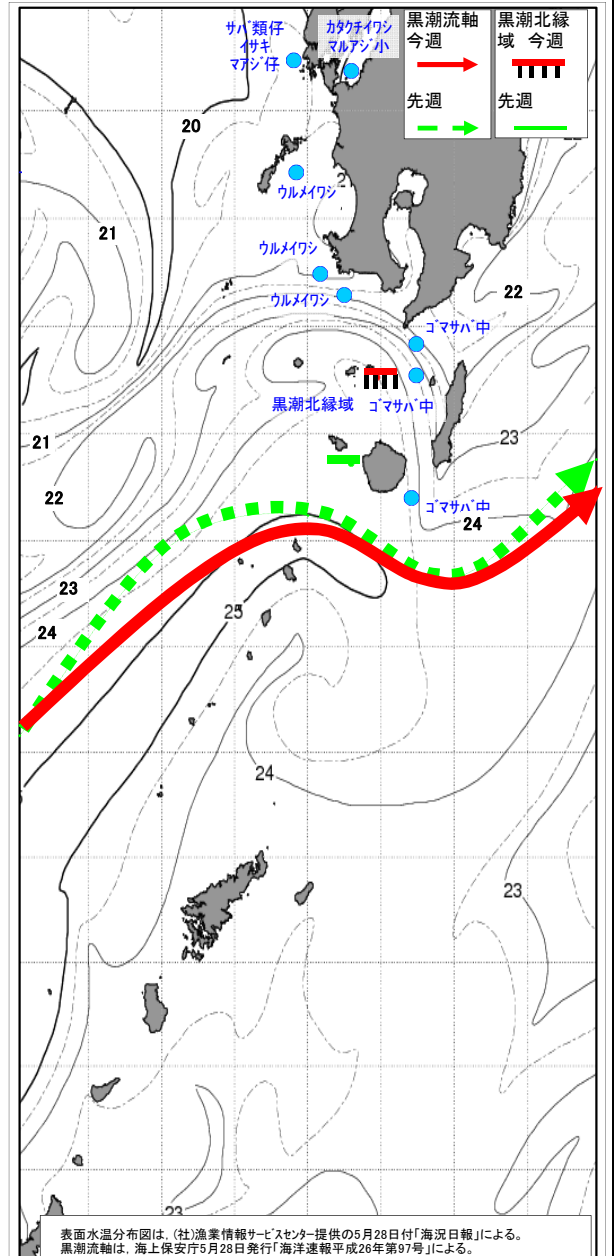 サバ類仔
イサキ
マアジ仔
カタクチイワシ
マルアジ小
黒潮流軸
今週
先週
黒潮北縁
域 今週
先週
20
21
ウルメイワシ
ウルメイワシ
22
ウルメイワシ
ゴマサバ中
黒潮北縁域
ゴマサバ中
21
23
22
ゴマサバ中
24
23
24
25
24
23
23
表面水温分布図は，(社)漁業情報サービスセンター提供の5月28日付「海況日報」による。
黒潮流軸は，海上保安庁5月28日発行「海洋速報平成26年第97号」による。